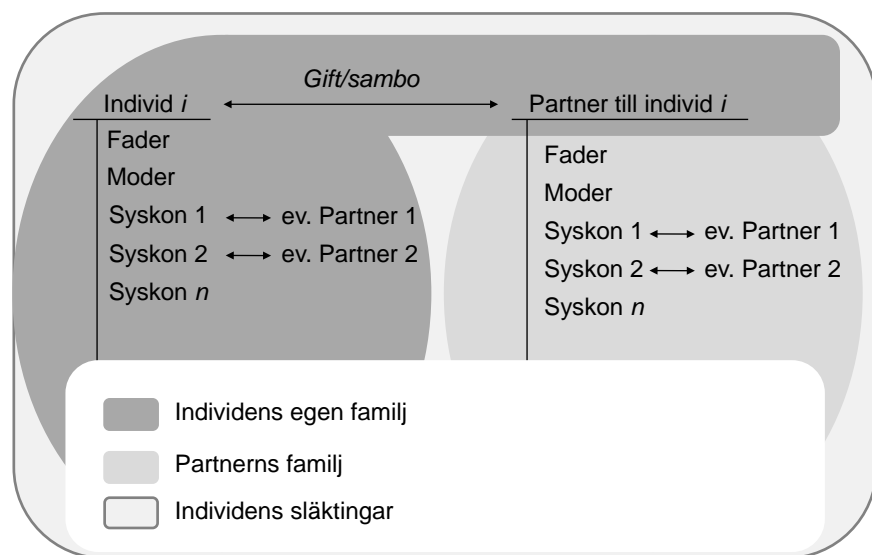 Gift/sambo
Individ i
Partner till individ i
Fader
Moder
Syskon 1 ev. Partner 1
Syskon 2 ev. Partner 2
Syskon n
Fader
Moder
Syskon 1 ev. Partner 1
Syskon 2 ev. Partner 2
Syskon n
Individens egen familj
Partnerns familj
Individens släktingar